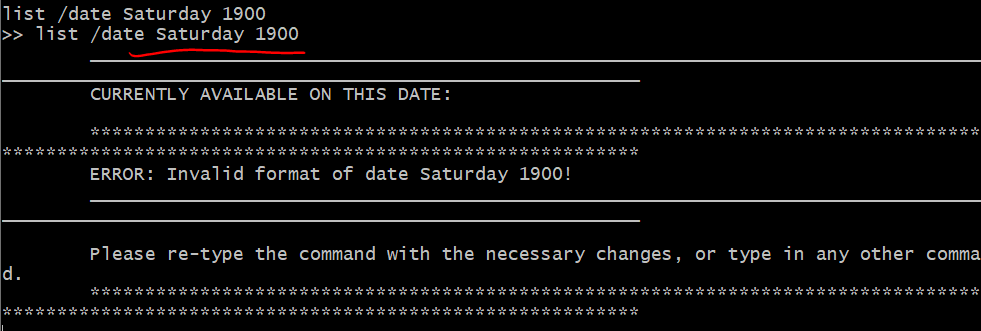 list /date Saturday 1900
>> list /date Saturday 1900
CURRENTLY AVAILABLE ON THIS DATE:
*********************************************************************************
**********************************************************
ERROR: Invalid format of date Saturday 1900!
Please re-type the command with the necessary changes, or type in any other comma
d.
*********************************************************************************
**********************************************************